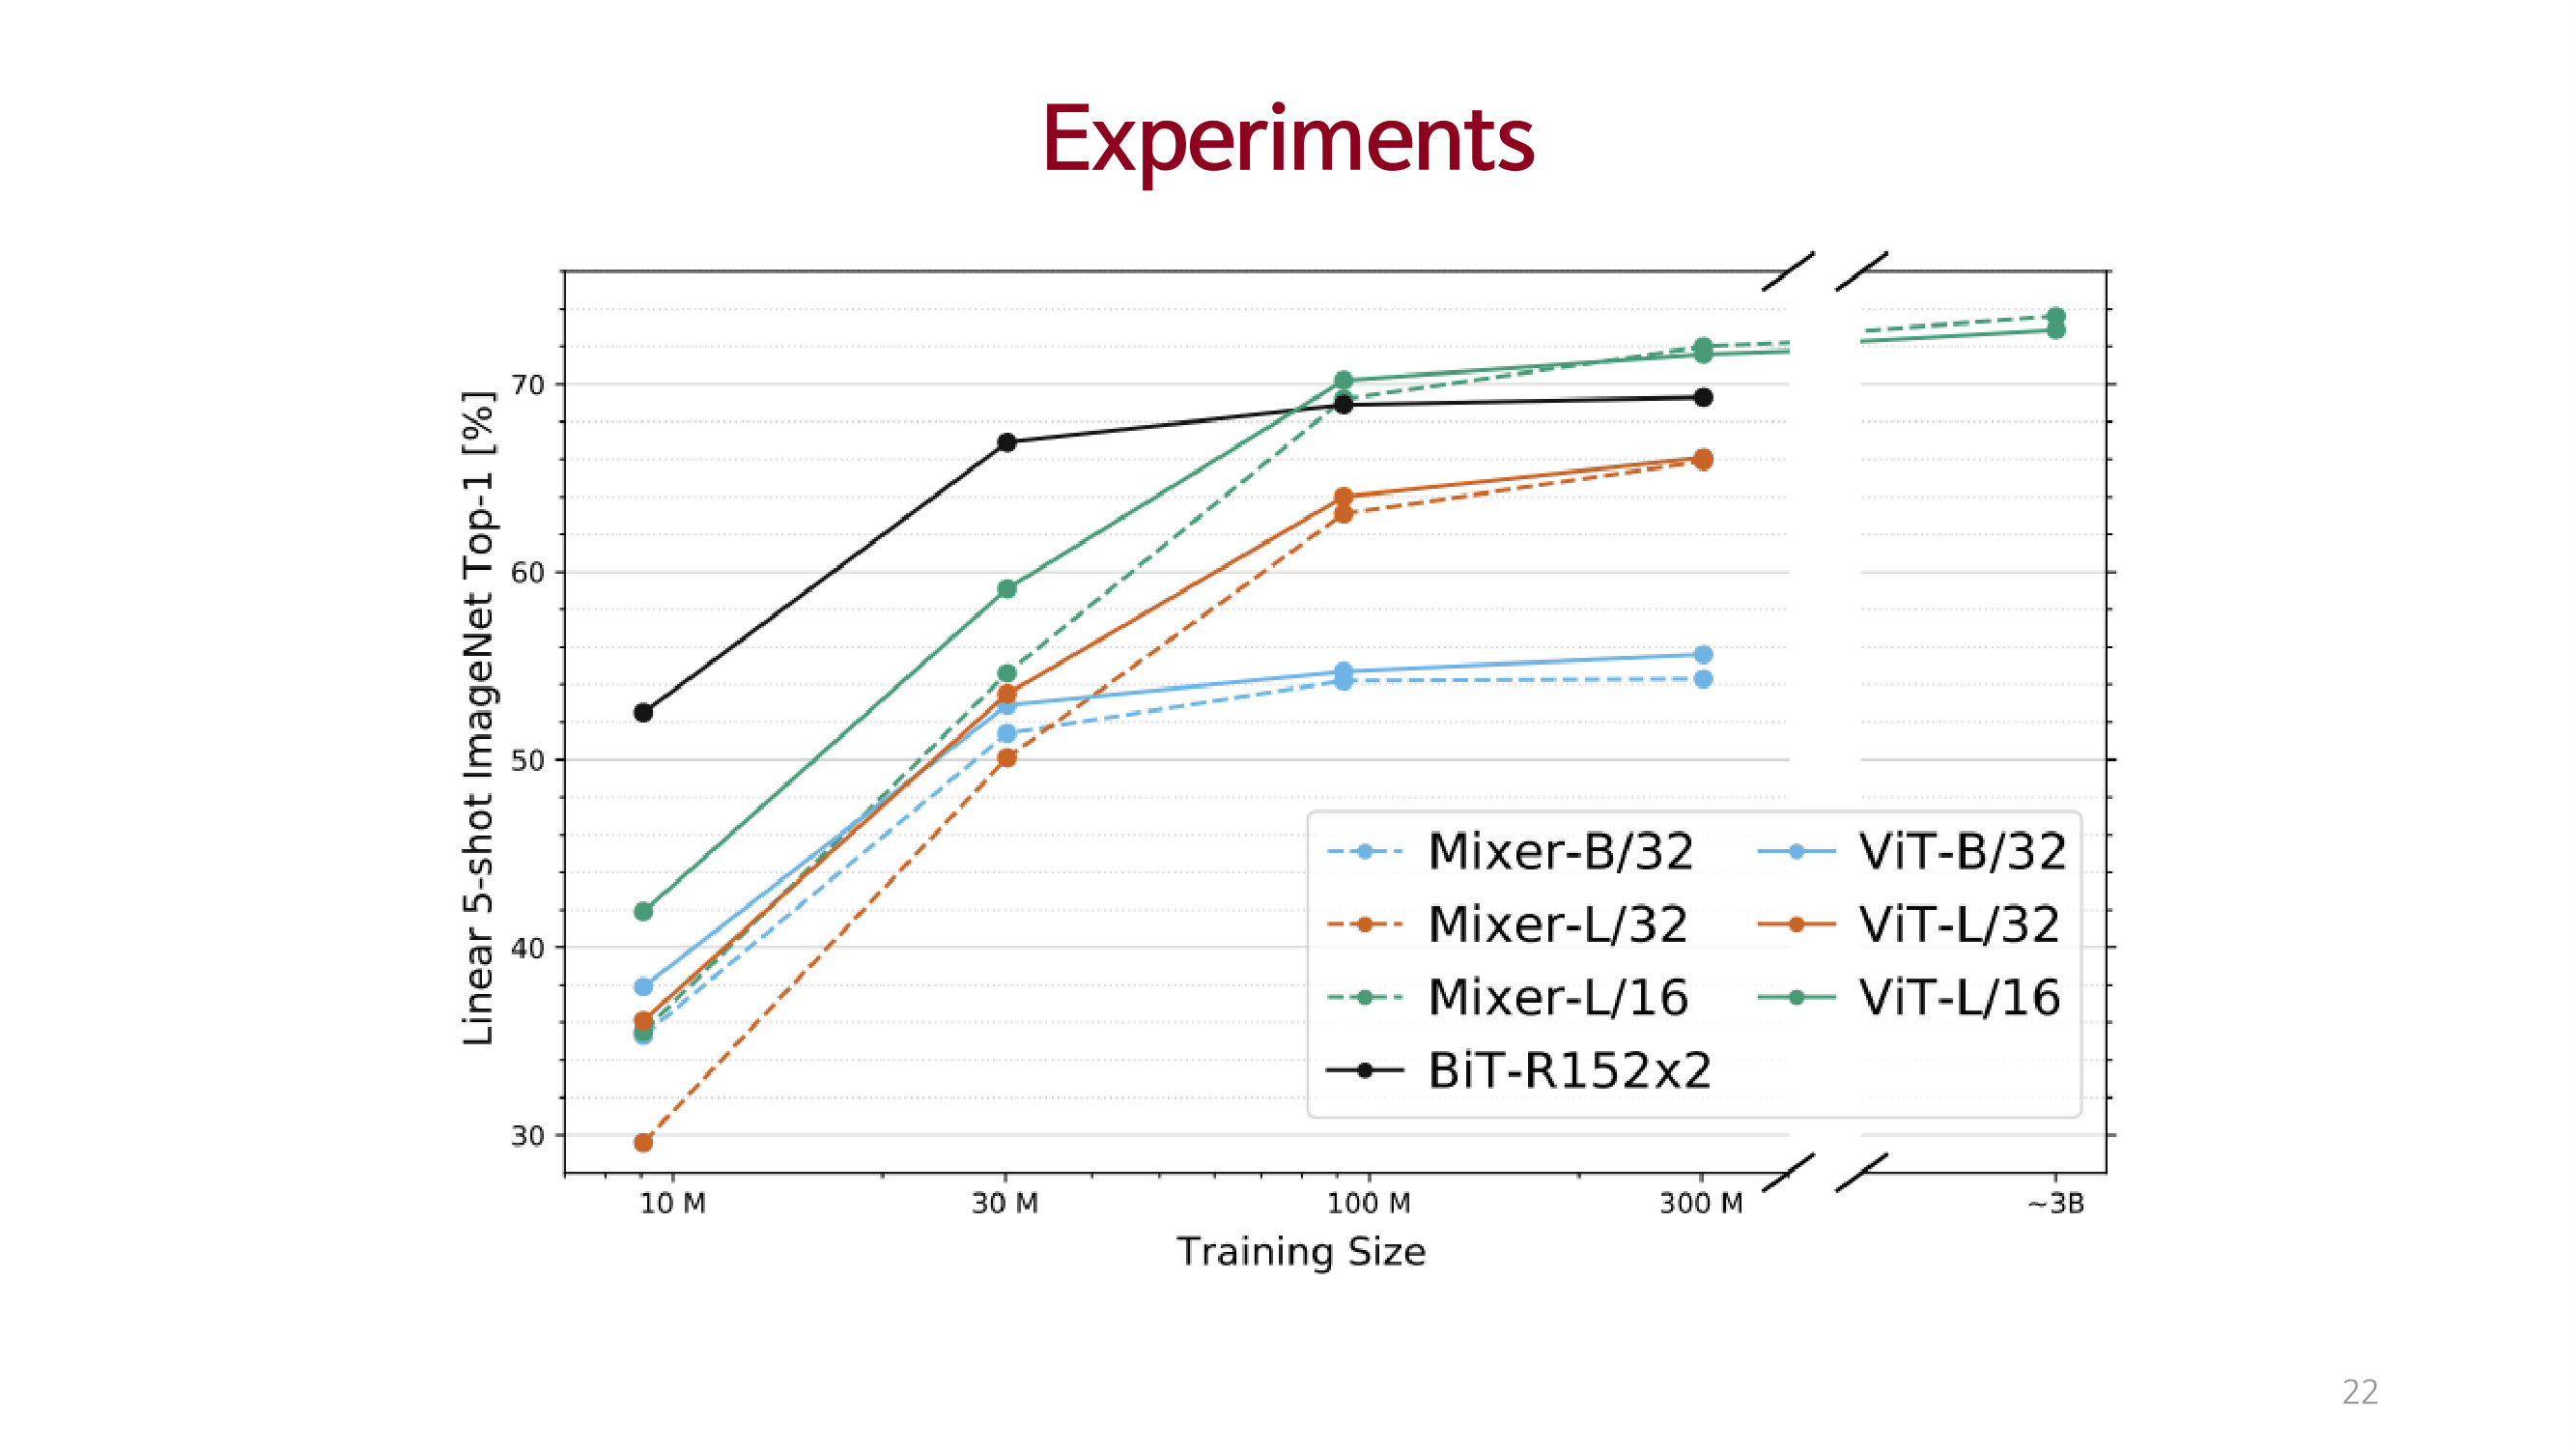 Experiments
Linear 5-shot ImageNet Top-1 [%]
70
60
50
40
30
Mixer-B/32 ViT-B/32
Mixer-L/32 ViT-L/32
Mixer-L/16 ViT-L/16
BiT-R152x2
10 M 30 M 100 M 300 M ~3B
Training Size
22